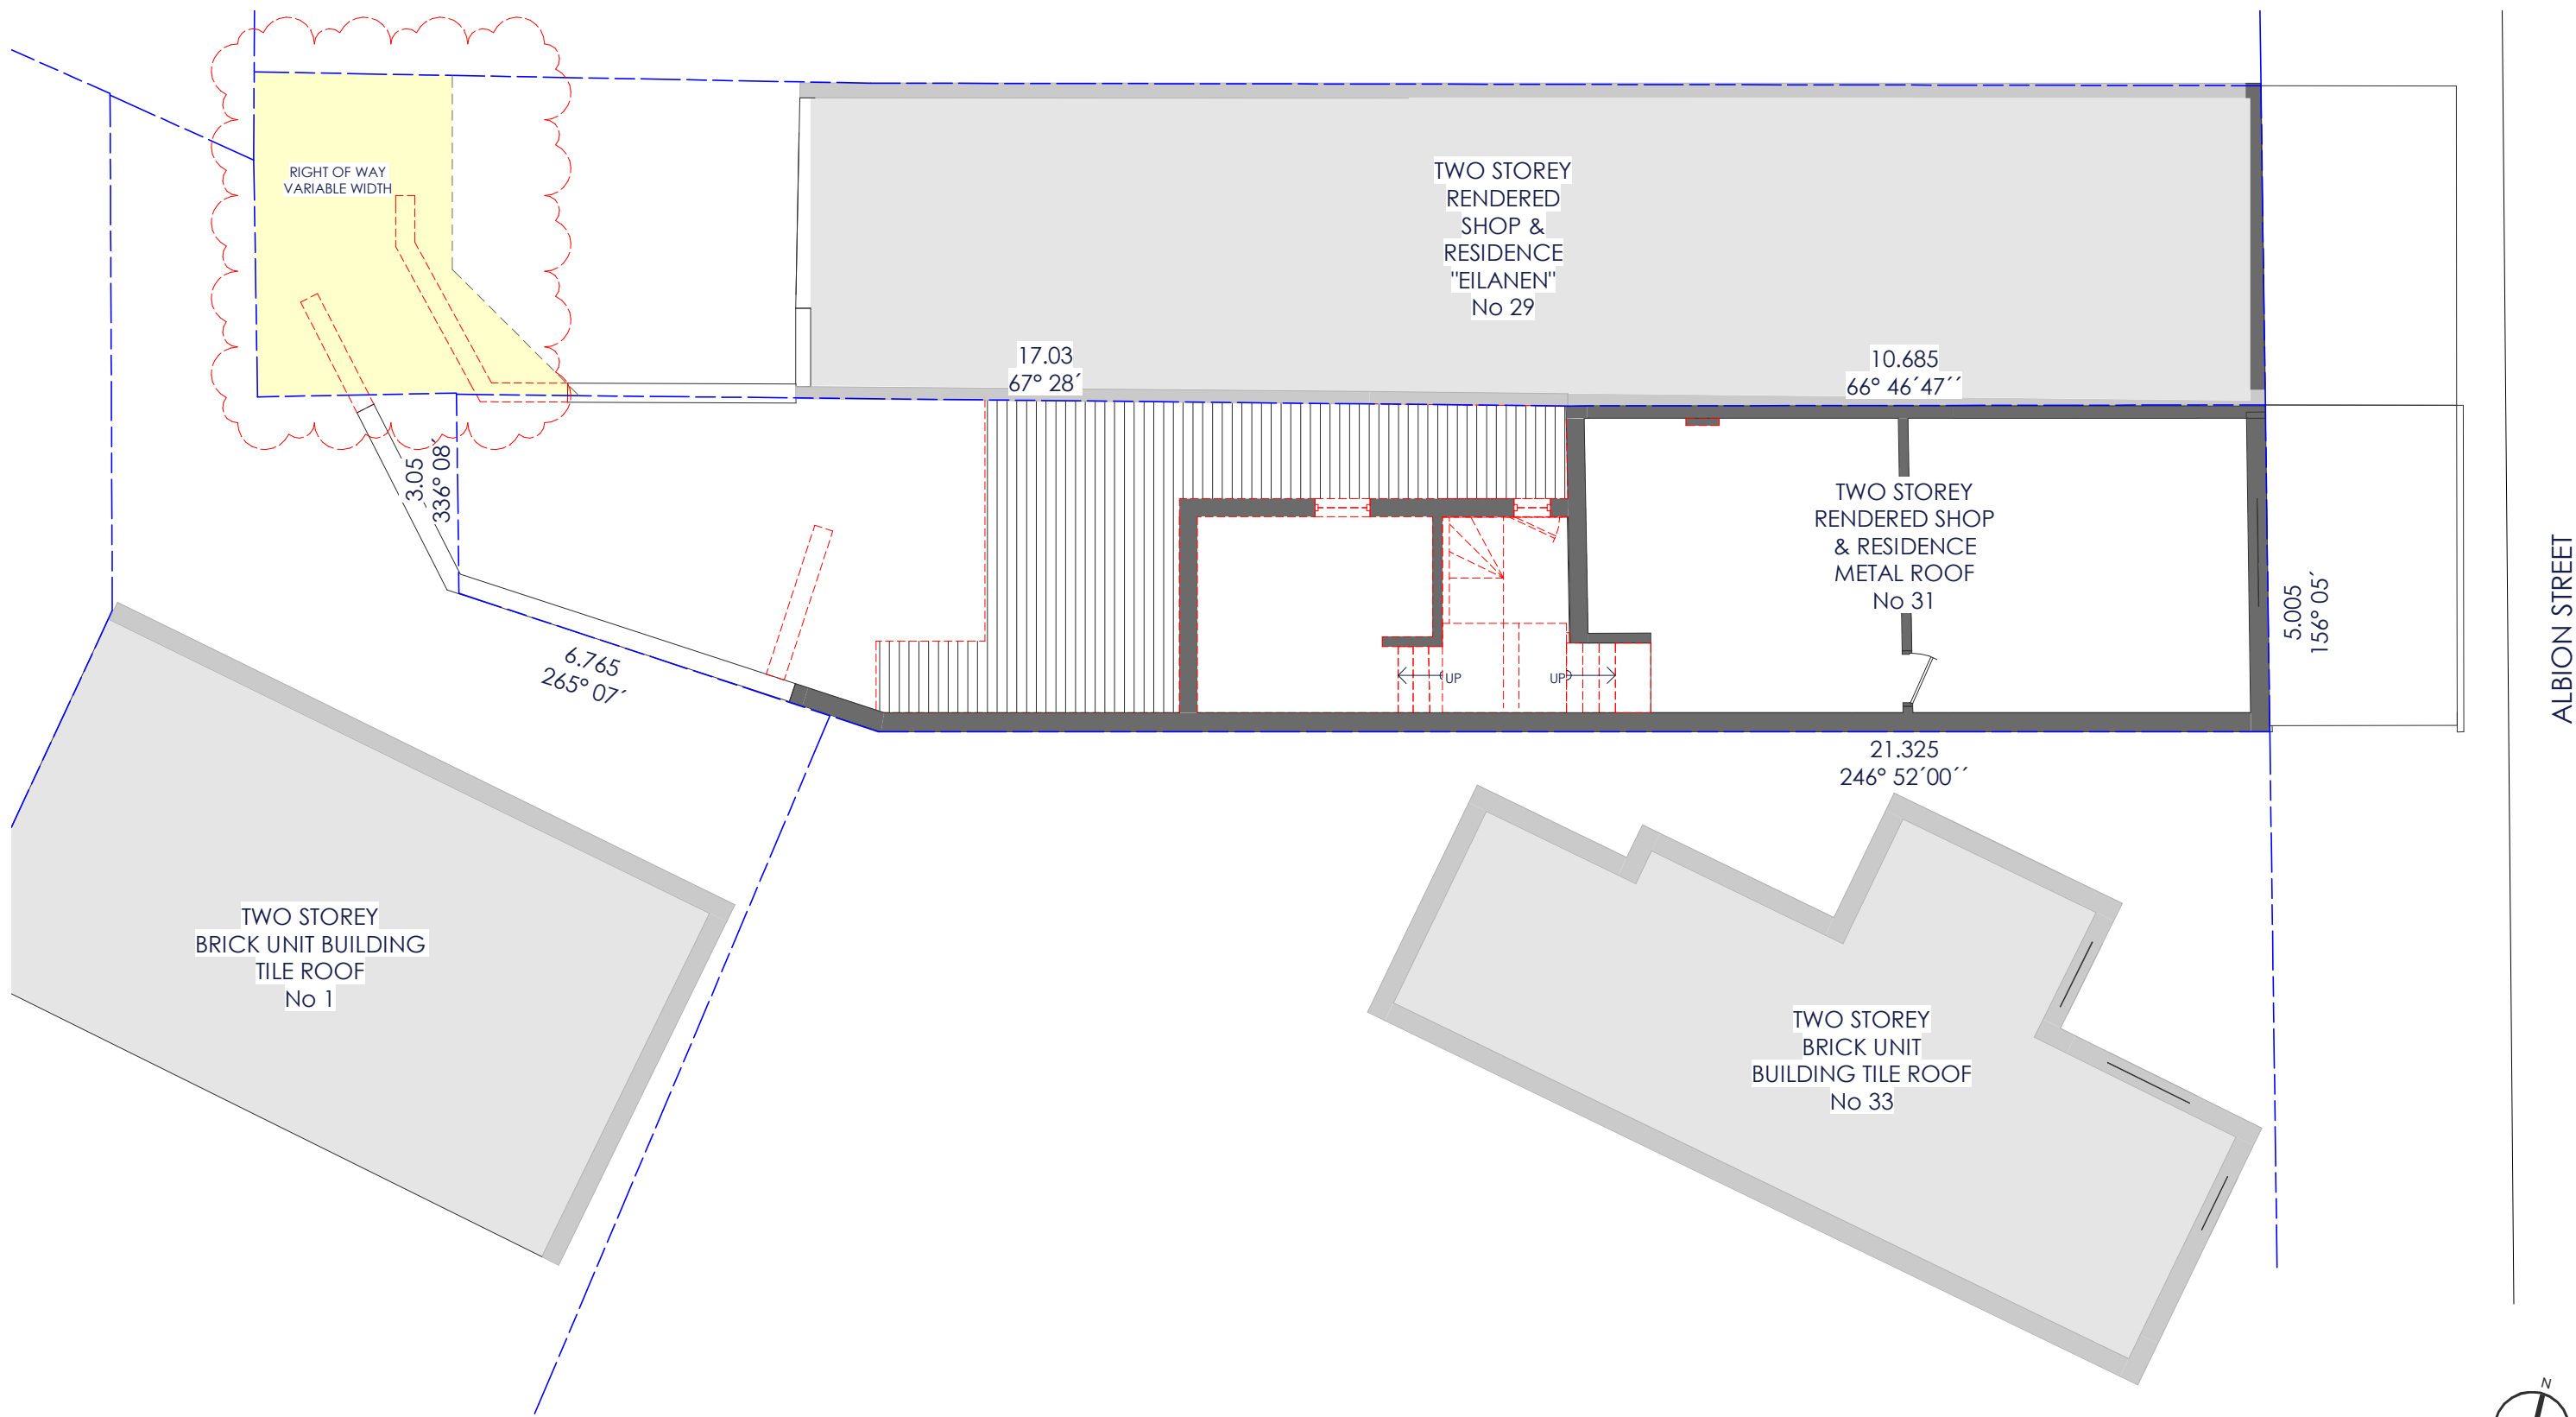 RIGHT OF WAY
VARIABLE WIDTH
TWO STOREY
RENDERED
SHOP &
RESIDENCE
"EILANEN"
No 29
17.03
67° 28´
10.685
66° 46´47´´
3.05
336° 08´
TWO STOREY
RENDERED SHOP
& RESIDENCE
METAL ROOF
No 31
5.005
156° 05´
ALBION STREET
6.765
265° 07´
UP
UP
21.325
246° 52´00´´
TWO STOREY
BRICK UNIT BUILDING
TILE ROOF
No 1
TWO STOREY
BRICK UNIT
BUILDING TILE ROOF
No 33
N